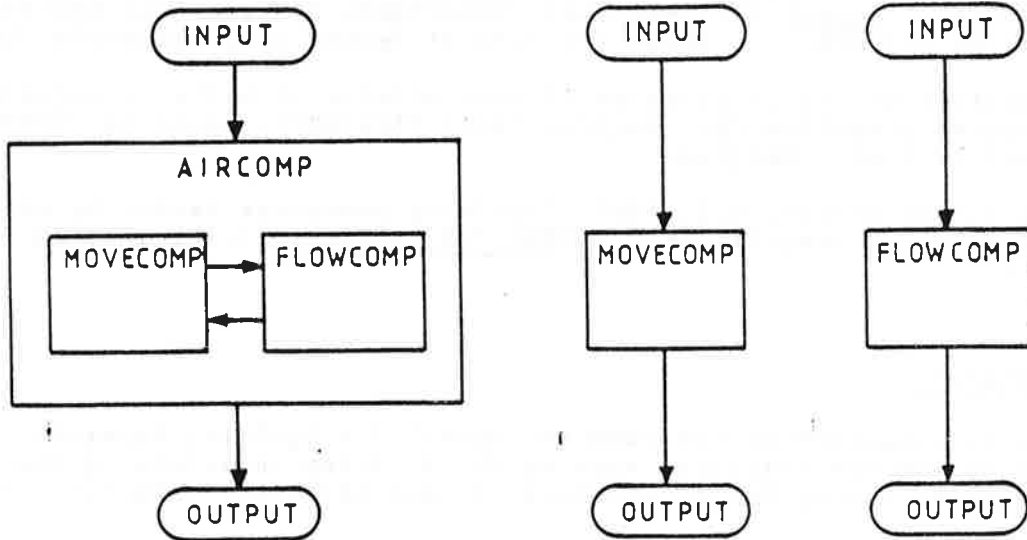 INPUT
INPUT
INPUT
AIRCOMP
MOVECOMP
FLOWCOMP
MOVECOMP
FLOWCOMP
OUTPUT
OUTPUT
OUTPUT